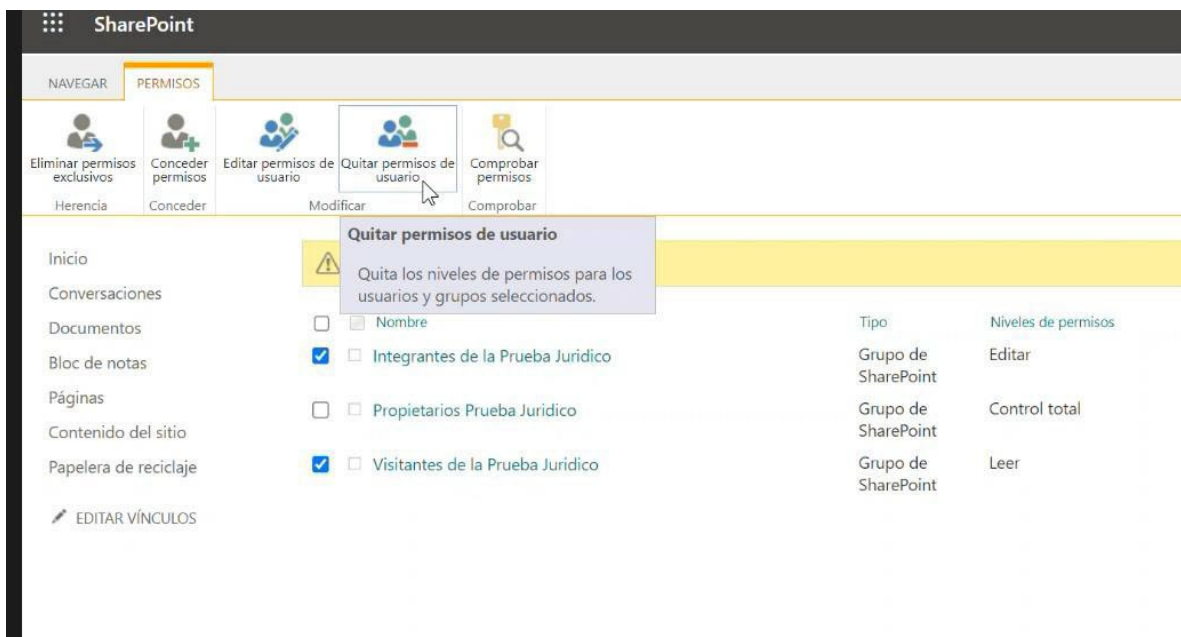 SharePoint
NAVEGAR PERMISOS
Eliminar permisos exclusivos
Conceder permisos
Editar permisos de usuario
Quitar permisos de usuario
Comprobar permisos
Herencia Conceder Modificar Comprobar
Quitar permisos de usuario
Quita los niveles de permisos para los
usuarios y grupos seleccionados.
Inicio
Conversaciones
Documentos
Bloc de notas
Páginas
Contenido del sitio
Papelera de reciclaje
EDITAR VÍNCULOS
Nombre Tipo Niveles de permisos
Integrantes de la Prueba Juridico Grupo de SharePoint Editar
Propietarios Prueba Juridico Grupo de SharePoint Control total
Visitantes de la Prueba Juridico Grupo de SharePoint Leer